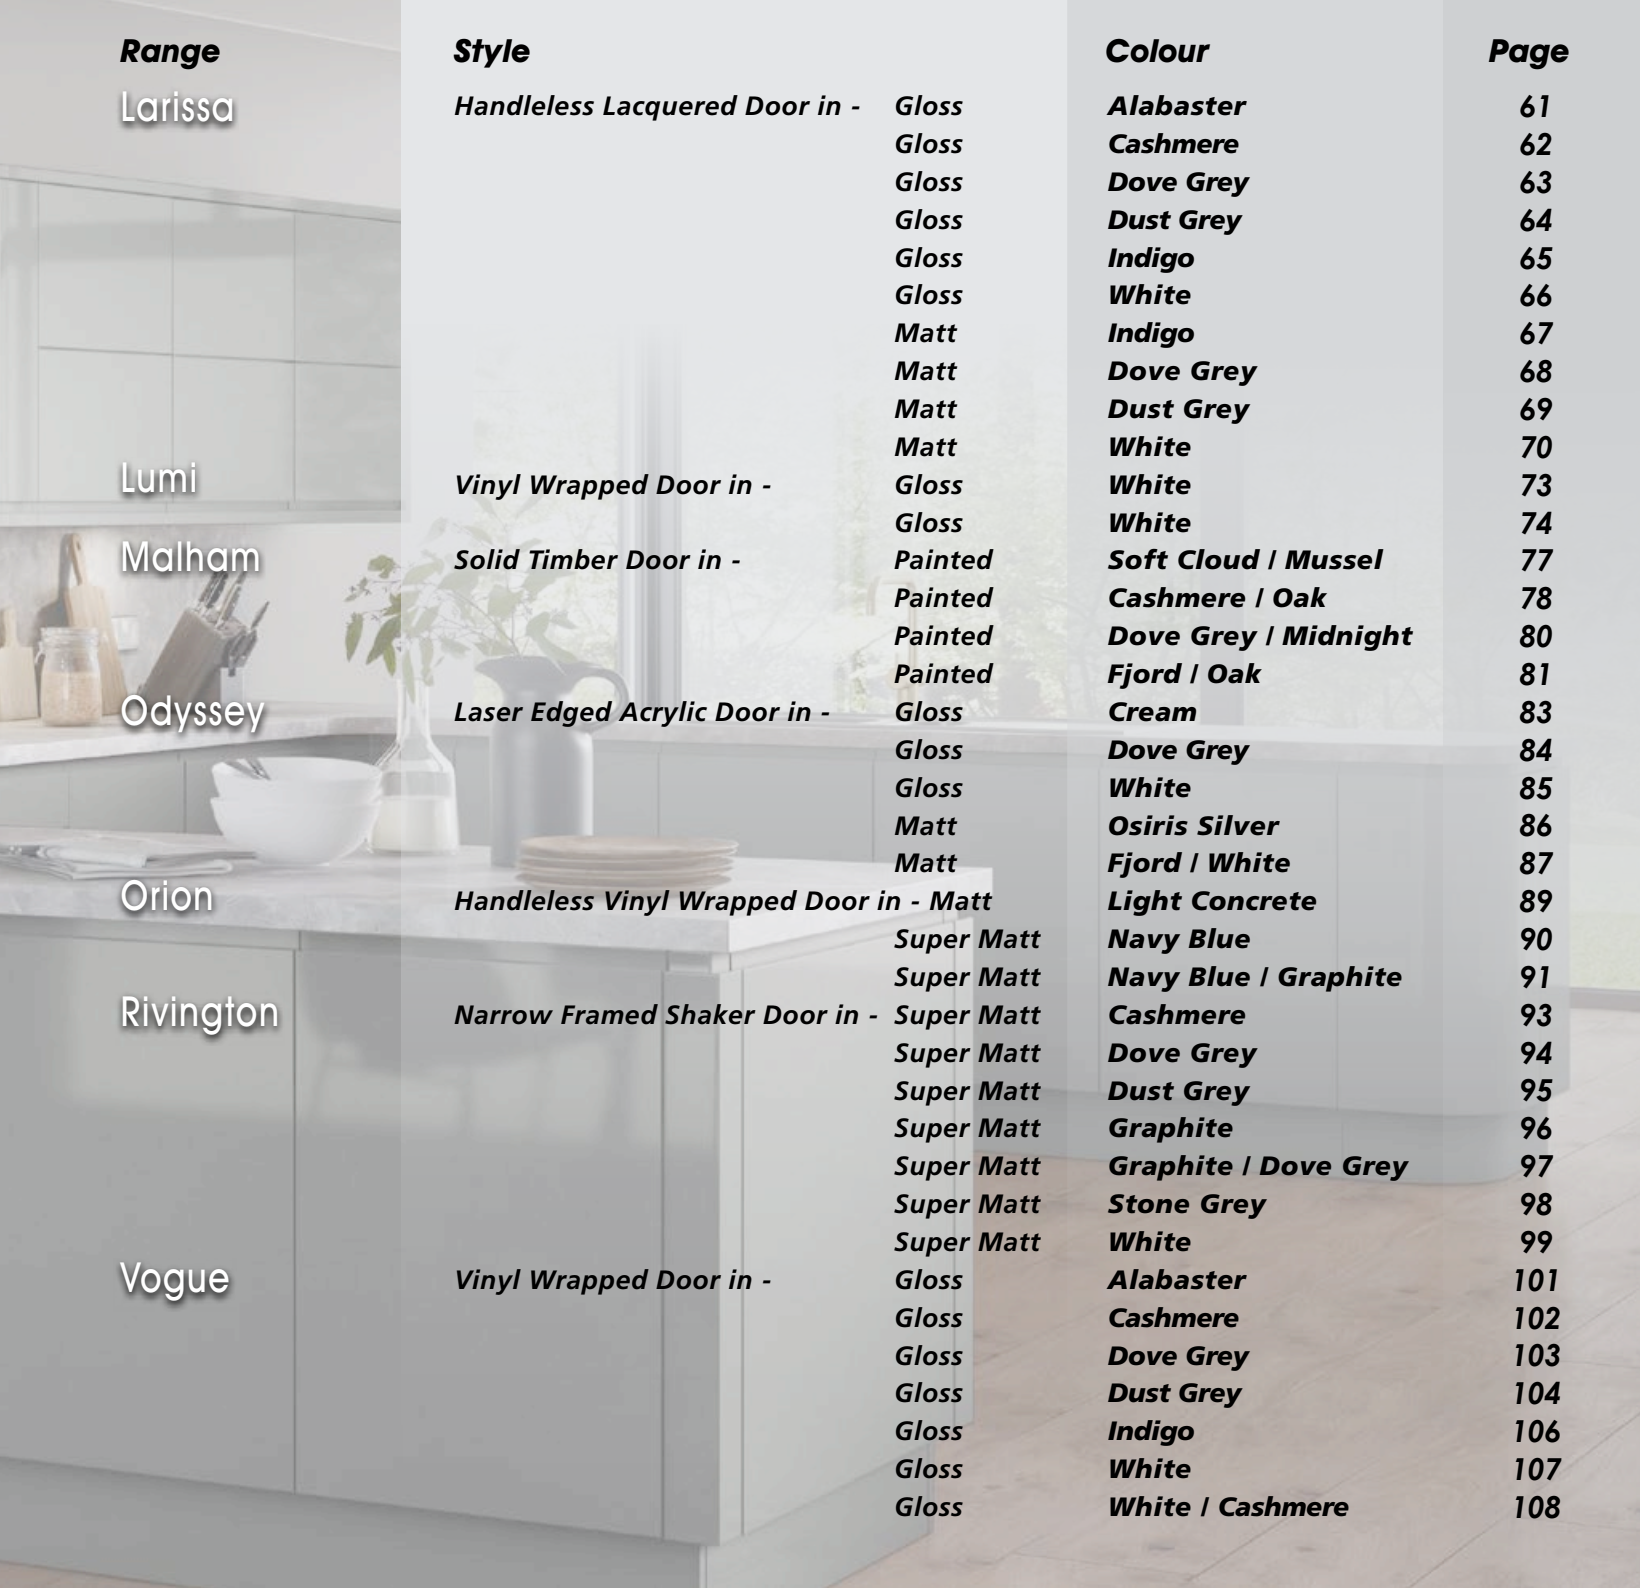 Range Style Colour Page
Larissa Handleless Lacquered Door in - Gloss Alabaster 61
Gloss Cashmere 62
Gloss Dove Grey 63
Gloss Dust Grey 64
Gloss Indigo 65
Gloss White 66
Matt Indigo 67
Matt Dove Grey 68
Matt Dust Grey 69
Matt White 70
Lumi Vinyl Wrapped Door in - Gloss White 73
Gloss White 74
Malham Solid Timber Door in - Painted Soft Cloud / Mussel 77
Painted Cashmere / Oak 78
Painted Dove Grey / Midnight 80
Painted Fjord / Oak 81
Odyssey Laser Edged Acrylic Door in - Gloss Cream 83
Gloss Dove Grey 84
Gloss White 85
Matt Osiris Silver 86
Matt Fjord / White 87
Orion Handleless Vinyl Wrapped Door in - Matt Light Concrete 89
Super Matt Navy Blue 90
Super Matt Navy Blue / Graphite 91
Rivington Narrow Framed Shaker Door in - Super Matt Cashmere 93
Super Matt Dove Grey 94
Super Matt Dust Grey 95
Super Matt Graphite 96
Super Matt Graphite / Dove Grey 97
Super Matt Stone Grey 98
Super Matt White 99
Vogue Vinyl Wrapped Door in - Gloss Alabaster 101
Gloss Cashmere 102
Gloss Dove Grey 103
Gloss Dust Grey 104
Gloss Indigo 106
Gloss White 107
Gloss White / Cashmere 108